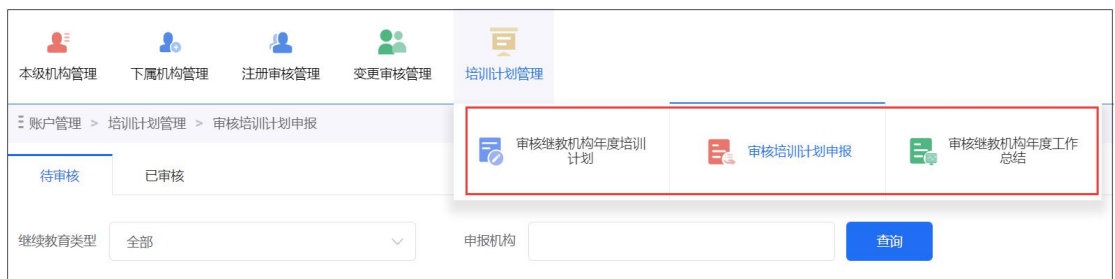 本级机构管理
下属机构管理
注册审核管理
变更审核管理
培训计划管理
账户管理 > 培训计划管理 > 审核培训计划申报
审核继教机构年度培训
计划
审核培训计划申报
审核继教机构年度工作
总结
待审核
已审核
继续教育类型
全部
申报机构
查询